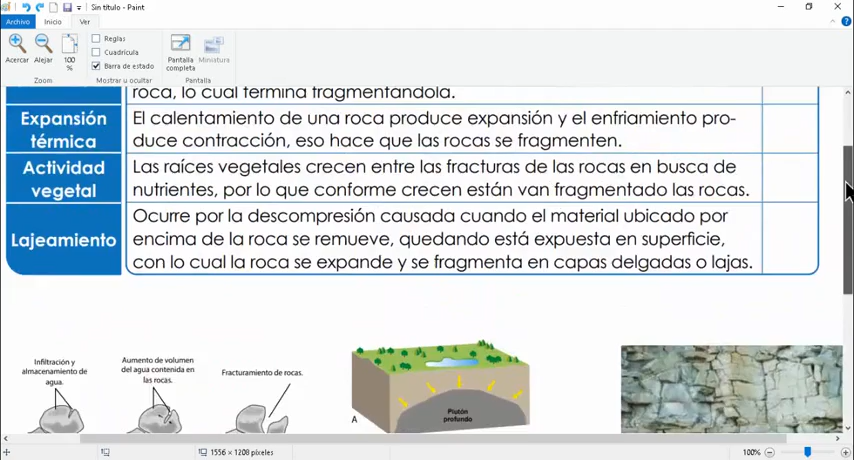 Sin título - Paint
Archivo
Inicio
Ver
Acercar
Alejar
100
%
Reglas
Cuadrícula
Barra de estado
Pantalla
completa
Miniatura
Zoom
Mostrar u ocultar
Pantalla
roca, lo cual termina fragmentándola.
Expansión
térmica
El calentamiento de una roca produce expansión y el enfriamiento pro-
duce contracción, eso hace que las rocas se fragmenten.
Actividad
vegetal
Las raíces vegetales crecen entre las fracturas de las rocas en busca de
nutrientes, por lo que conforme crecen están van fragmentado las rocas.
Lajeamiento
Ocurre por la descompresión causada cuando el material ubicado por
encima de la roca se remueve, quedando está expuesta en superficie,
con lo cual la roca se expande y se fragmenta en capas delgadas o lajas.
Infiltración y
almacenamiento de
agua.
Aumento de volumen
del agua contenida en
las rocas.
Fracturamiento de rocas.
Plutón
profundo
A
1556 × 1208 píxeles
100%